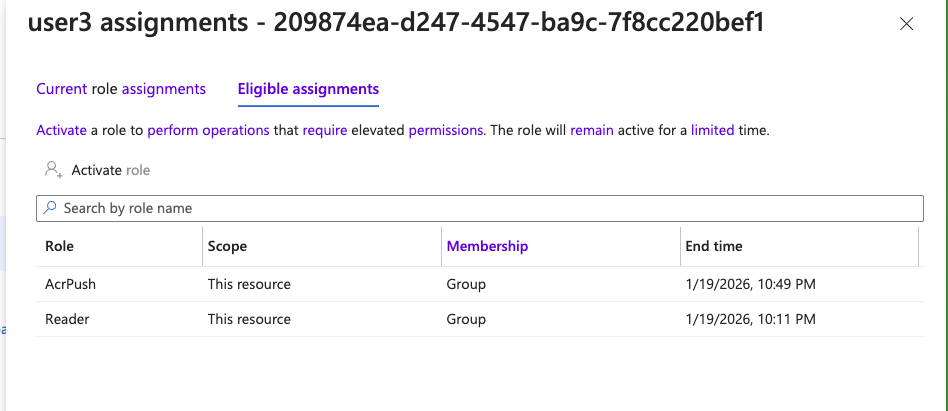 user3 assignments - 209874ea-d247-4547-ba9c-7f8cc220bef1
Current role assignments
Eligible assignments
Activate a role to perform operations that require elevated permissions. The role will remain active for a limited time.
Activate role
Search by role name
Role Scope Membership End time
AcrPush This resource Group 1/19/2026, 10:49 PM
Reader This resource Group 1/19/2026, 10:11 PM